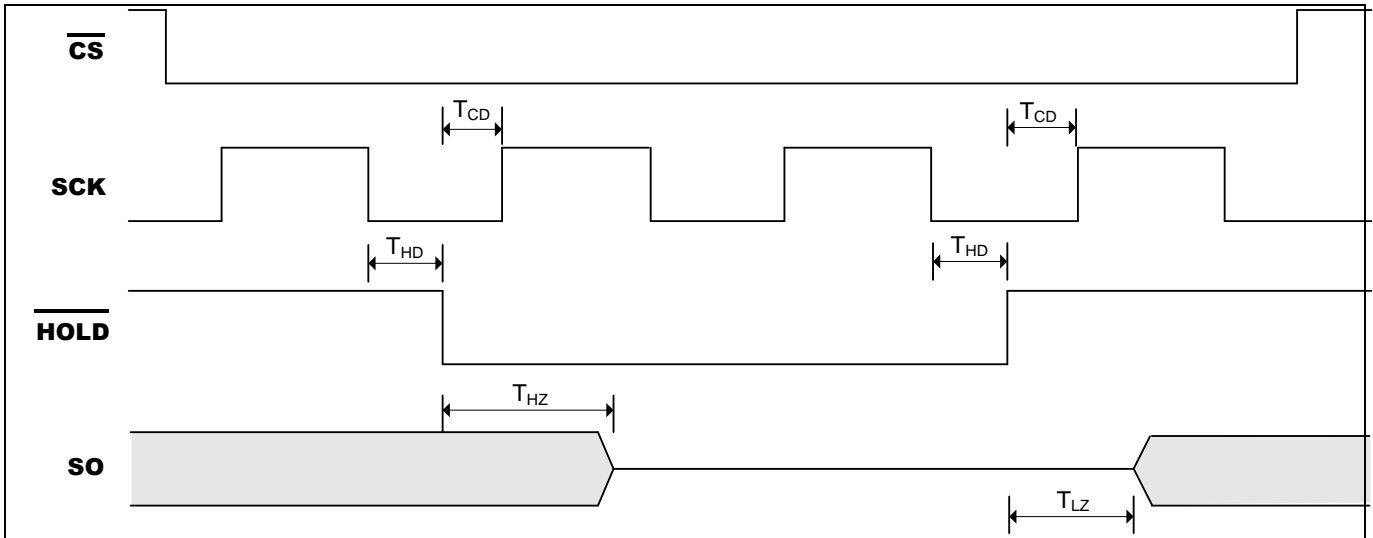 CS
T_CD T_CD
SCK
T_HD T_HD
HOLD
T_HZ
SO
T_LZ